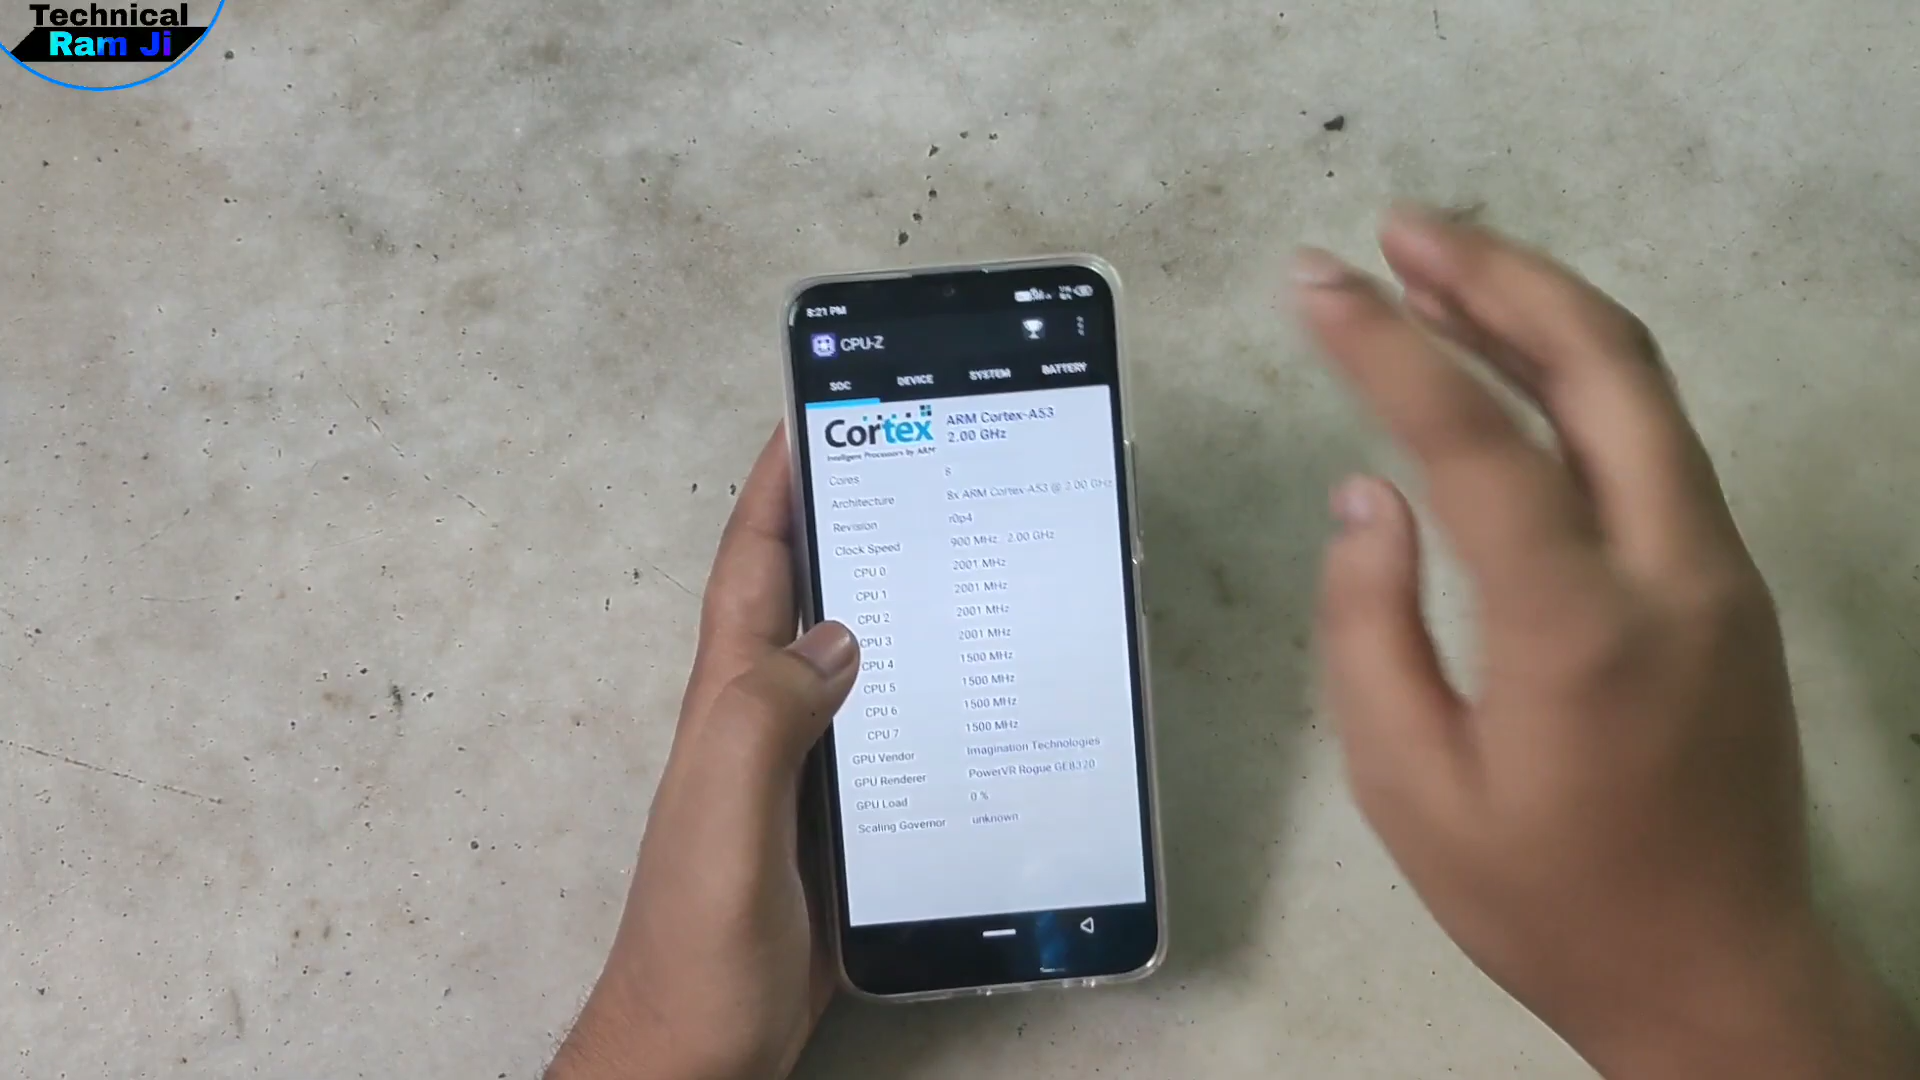 Technical
Ram Ji
8:21 PM
CPU-Z
SOC DEVICE SYSTEM BATTERY
Cortex
Intelligent Processors by ARM
ARM Cortex-A53
2.00 GHz
Cores 8
Architecture 8x ARM Cortex-A53 @ 2.00 GHz
Revision r0p4
Clock Speed 900 MHz - 2.00 GHz
CPU 0 2001 MHz
CPU 1 2001 MHz
CPU 2 2001 MHz
CPU 3 2001 MHz
CPU 4 1500 MHz
CPU 5 1500 MHz
CPU 6 1500 MHz
CPU 7 1500 MHz
GPU Vendor Imagination Technologies
GPU Renderer PowerVR Rogue GE8320
GPU Load 0 %
Scaling Governor unknown